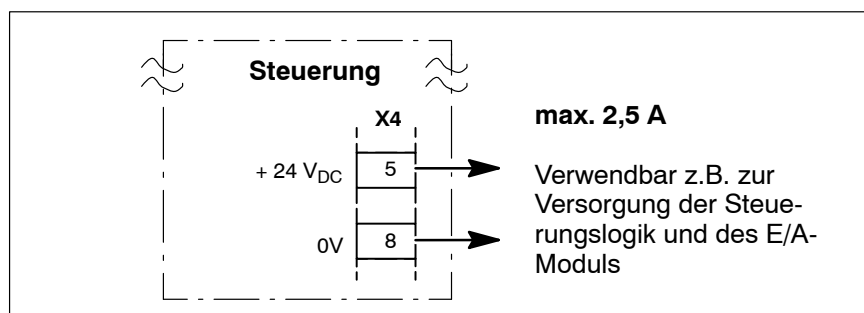 Steuerung
X4
max. 2,5 A
+ 24 VDC
5
Verwendbar z.B. zur
Versorgung der Steue-
rungslogik und des E/A-
Moduls
0V
8